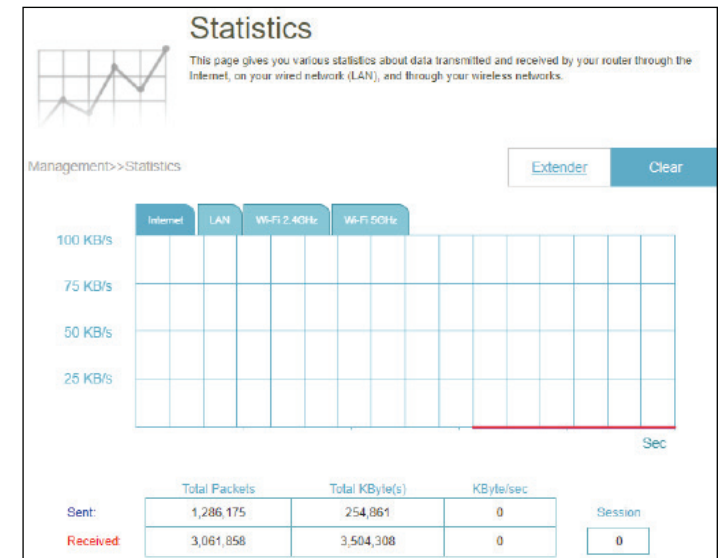 Statistics
This page gives you various statistics about data transmitted and received by your router through the
Internet, on your wired network (LAN), and through your wireless networks.
Management>>Statistics
Extender
Clear
Internet
LAN
Wi-Fi 2.4GHz
Wi-Fi 5GHz
100 KB/s
75 KB/s
50 KB/s
25 KB/s
Sec
Total Packets Total KByte(s) KByte/sec
Sent: 1,286,175 254,861 0 Session
Received: 3,061,858 3,504,308 0 0